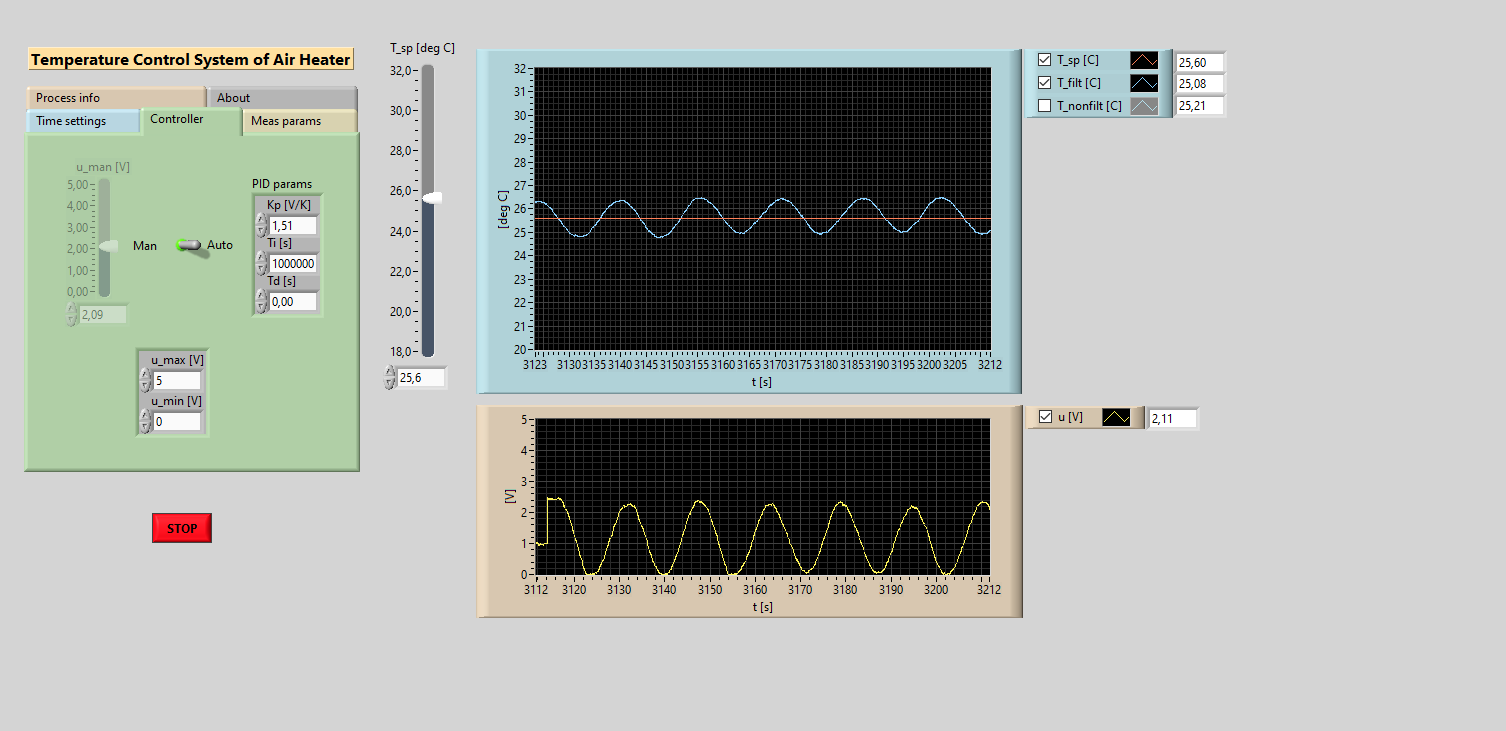 Temperature Control System of Air Heater
Process info
About
Time settings
Controller
Meas params
u_man [V]
5,00
4,00
3,00
2,00
1,00
0,00
2,09
Man
Auto
PID params
Kp [V/K]
1,51
Ti [s]
1000000
Td [s]
0,00
u_max [V]
5
u_min [V]
0
STOP
T_sp [deg C]
32,0
30,0
28,0
26,0
24,0
22,0
20,0
18,0
25,6
[deg C]
32
31
30
29
28
27
26
25
24
23
22
21
20
3123 3130 3135 3140 3145 3150 3155 3160 3165 3170 3175 3180 3185 3190 3195 3200 3205 3212
t [s]
T_sp [C] 25,60
T_filt [C] 25,08
T_nonfilt [C] 25,21
[V]
5
4
3
2
1
0
3112 3120 3130 3140 3150 3160 3170 3180 3190 3200 3212
t [s]
u [V] 2,11